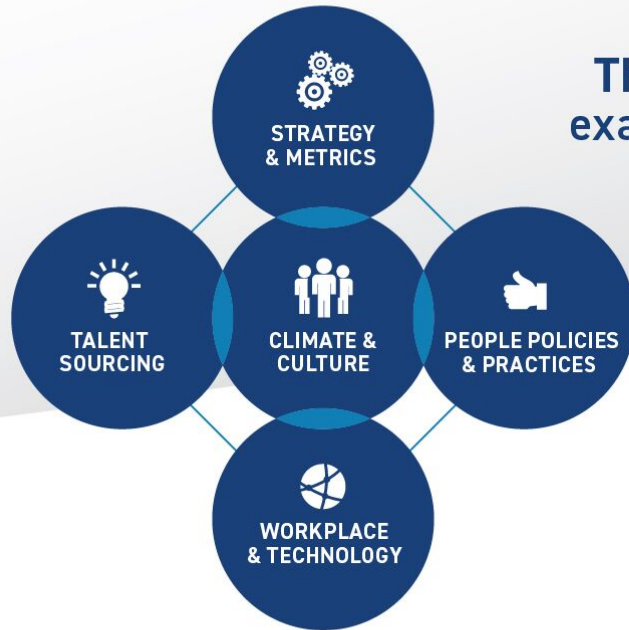 STRATEGY
& METRICS
TALENT
SOURCING
CLIMATE &
CULTURE
PEOPLE POLICIES
& PRACTICES
WORKPLACE
& TECHNOLOGY